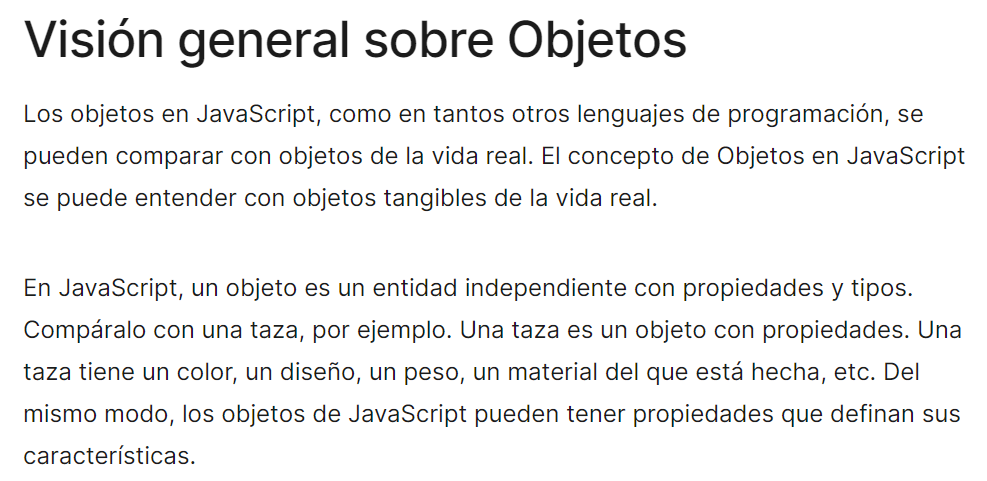 Visión general sobre Objetos
Los objetos en JavaScript, como en tantos otros lenguajes de programación, se
pueden comparar con objetos de la vida real. El concepto de Objetos en JavaScript
se puede entender con objetos tangibles de la vida real.
En JavaScript, un objeto es un entidad independiente con propiedades y tipos.
Compáralo con una taza, por ejemplo. Una taza es un objeto con propiedades. Una
taza tiene un color, un diseño, un peso, un material del que está hecha, etc. Del
mismo modo, los objetos de JavaScript pueden tener propiedades que definan sus
características.